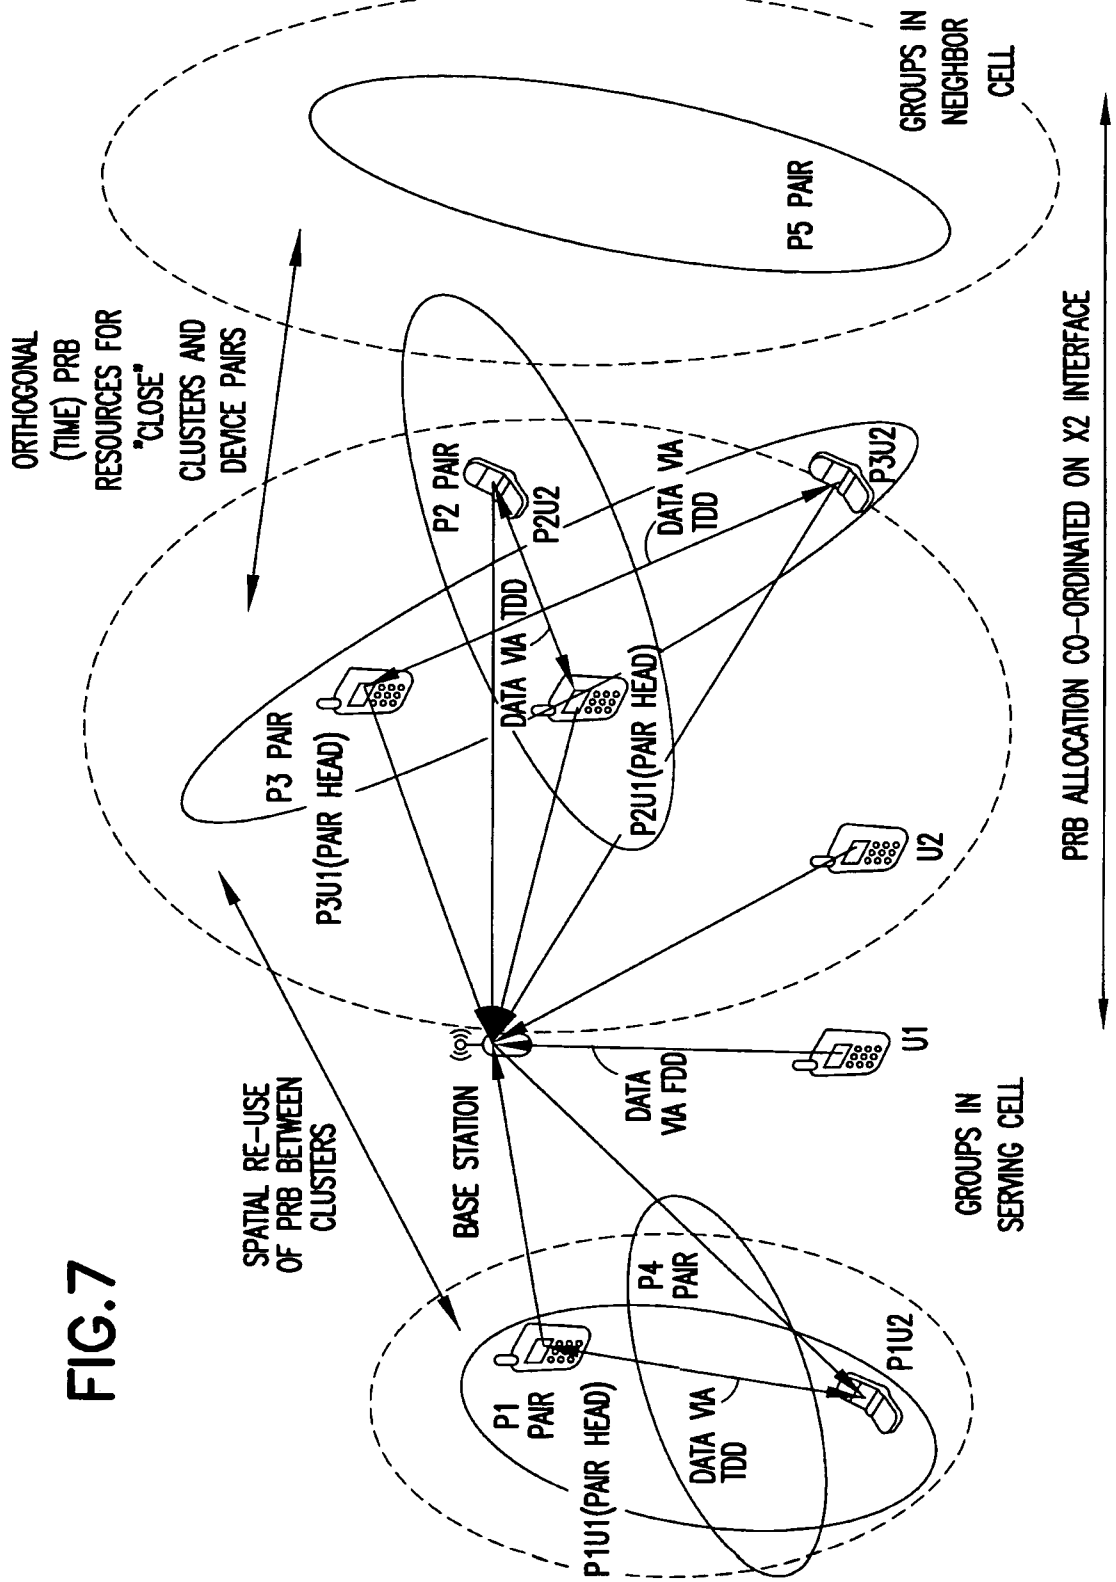 FIG.7
ORTHOGONAL
(TIME) PRB
RESOURCES FOR
"CLOSE"
CLUSTERS AND
DEVICE PAIRS
SPATIAL RE-USE
OF PRB BETWEEN
CLUSTERS
P3 PAIR
P3U1(PAIR HEAD)
P2 PAIR
P2U2
DATA VIA TDD
P2U1(PAIR HEAD)
DATA VIA
TDD
P3U2
P5 PAIR
GROUPS IN
NEIGHBOR
CELL
BASE STATION
DATA
VIA FDD
U1
U2
P1
PAIR
P1U1(PAIR HEAD)
P4
PAIR
DATA VIA
TDD
P1U2
GROUPS IN
SERVING CELL
PRB ALLOCATION CO-ORDINATED ON X2 INTERFACE